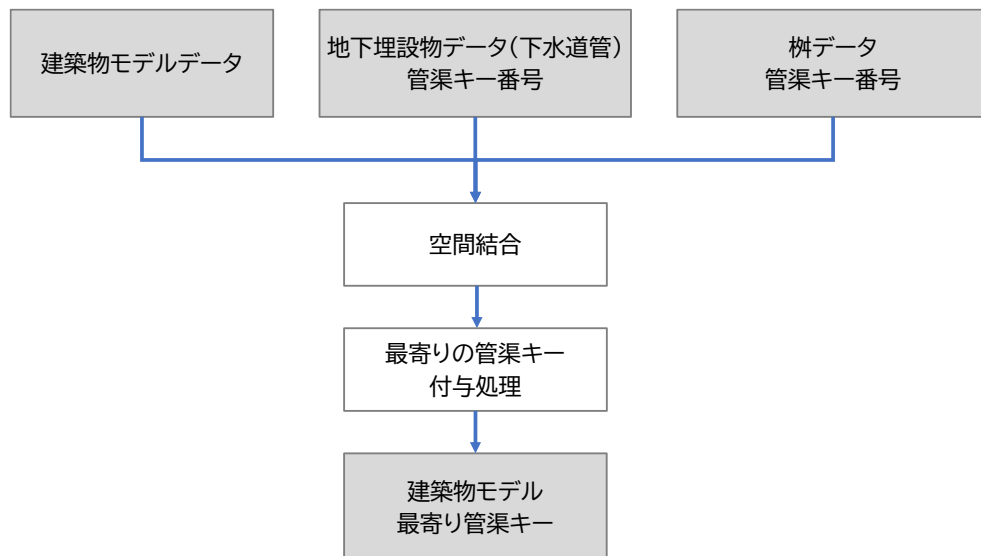 建築物モデルデータ
地下埋設物データ(下水道管)
管渠キー番号
桝データ
管渠キー番号
空間結合
最寄りの管渠キー
付与処理
建築物モデル
最寄り管渠キー